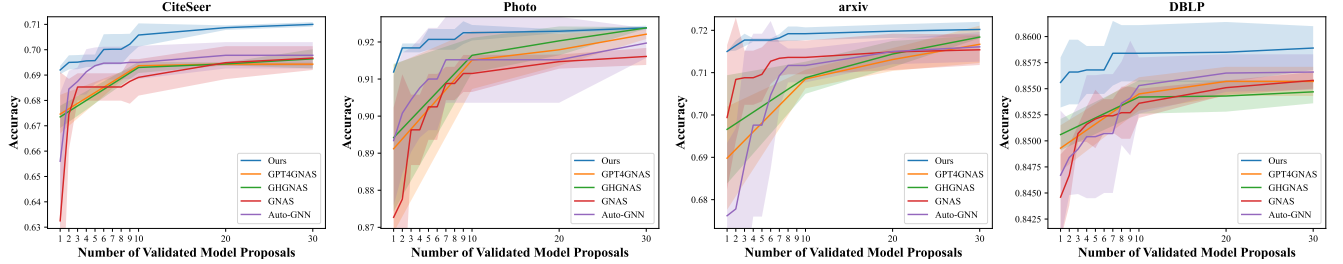 CiteSeer
Accuracy
0.71
0.70
0.69
0.68
0.67
0.66
0.65
0.64
0.63
1 2 3 4 5 6 7 8 9 10 20 30
Number of Validated Model Proposals
Ours
GPT4GNAS
GHGNAS
GNAS
Auto-GNN
Photo
Accuracy
0.92
0.91
0.90
0.89
0.88
0.87
1 2 3 4 5 6 7 8 9 10 20 30
Number of Validated Model Proposals
Ours
GPT4GNAS
GHGNAS
GNAS
Auto-GNN
arxiv
Accuracy
0.72
0.71
0.70
0.69
0.68
1 2 3 4 5 6 7 8 9 10 20 30
Number of Validated Model Proposals
Ours
GPT4GNAS
GHGNAS
GNAS
Auto-GNN
DBLP
Accuracy
0.8600
0.8575
0.8550
0.8525
0.8500
0.8475
0.8450
0.8425
1 2 3 4 5 6 7 8 9 10 20 30
Number of Validated Model Proposals
Ours
GPT4GNAS
GHGNAS
GNAS
Auto-GNN